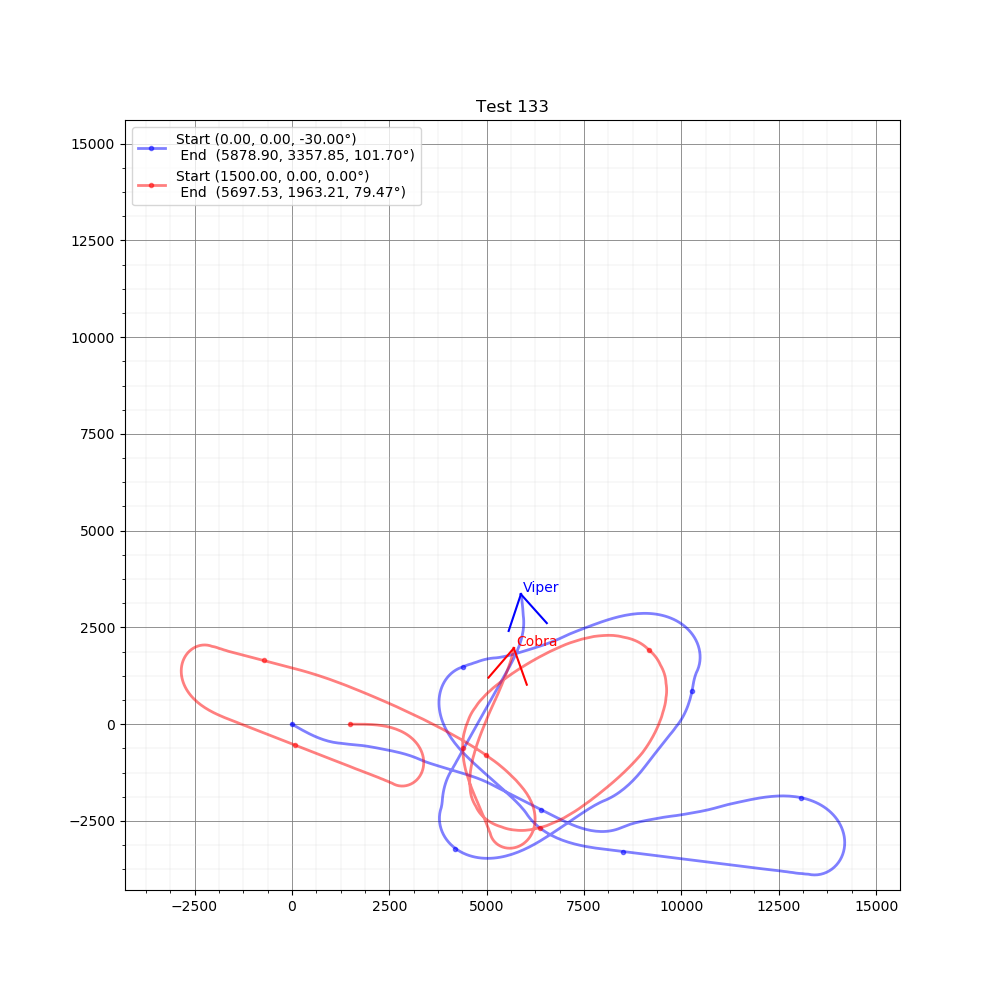 Test 133
Start (0.00, 0.00, -30.00°)
End (5878.90, 3357.85, 101.70°)
Start (1500.00, 0.00, 0.00°)
End (5697.53, 1963.21, 79.47°)
15000
12500
10000
7500
5000
2500
0
−2500
Viper
Cobra
−2500 0 2500 5000 7500 10000 12500 15000